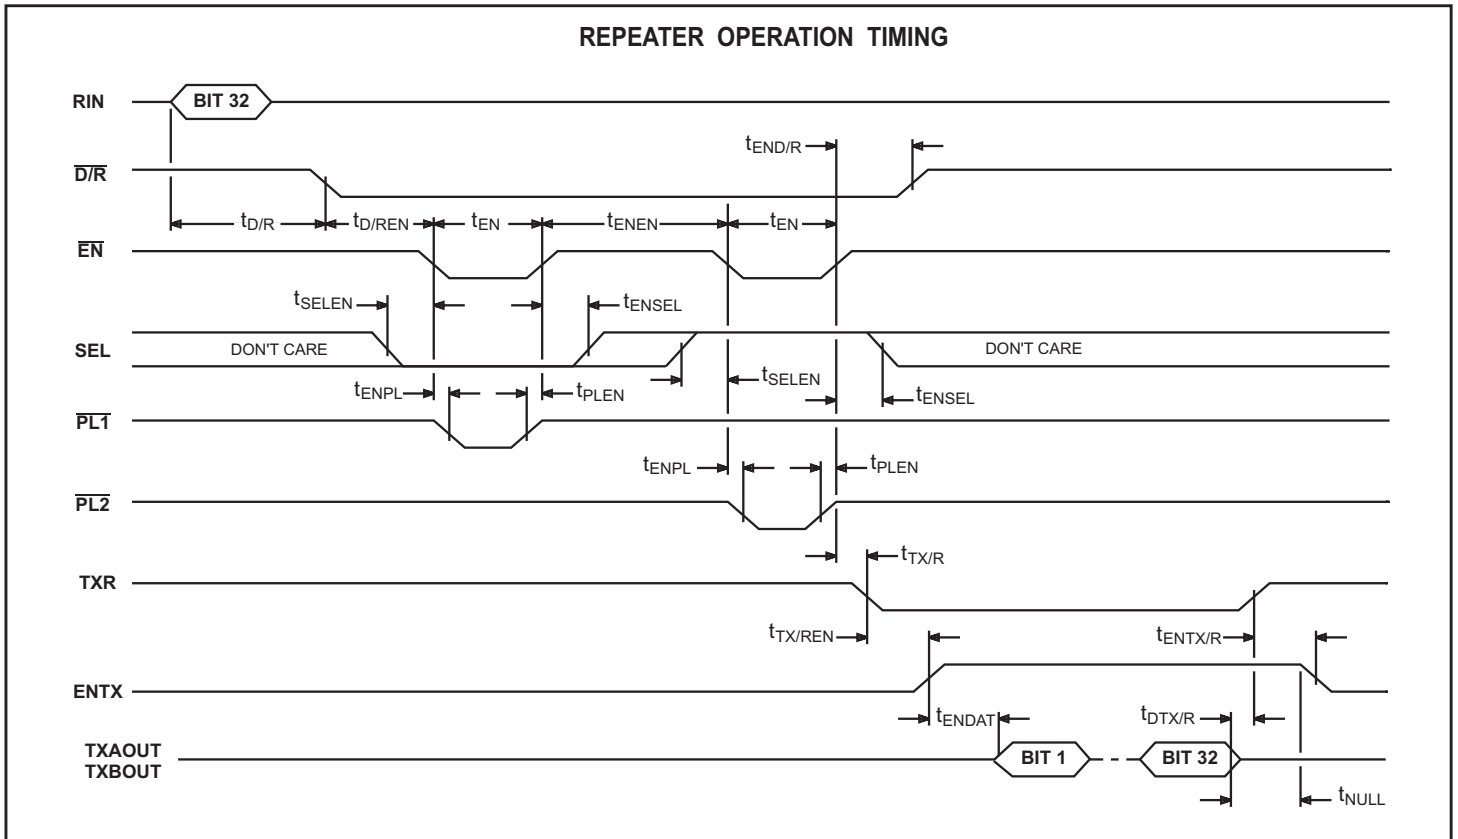 REPEATER OPERATION TIMING
RIN
BIT 32
tEND/R
D/R
tD/R
tD/REN
tEN
tENEN
tEN
EN
tSELEN
tENSEL
SEL
DON'T CARE
DON'T CARE
tENPL
tPLEN
tSELEN
tENSEL
PL1
tENPL
tPLEN
PL2
tTX/R
TXR
tTX/REN
tENTX/R
ENTX
tENDAT
tDTX/R
TXAOUT
TXBOUT
BIT 1
BIT 32
tNULL